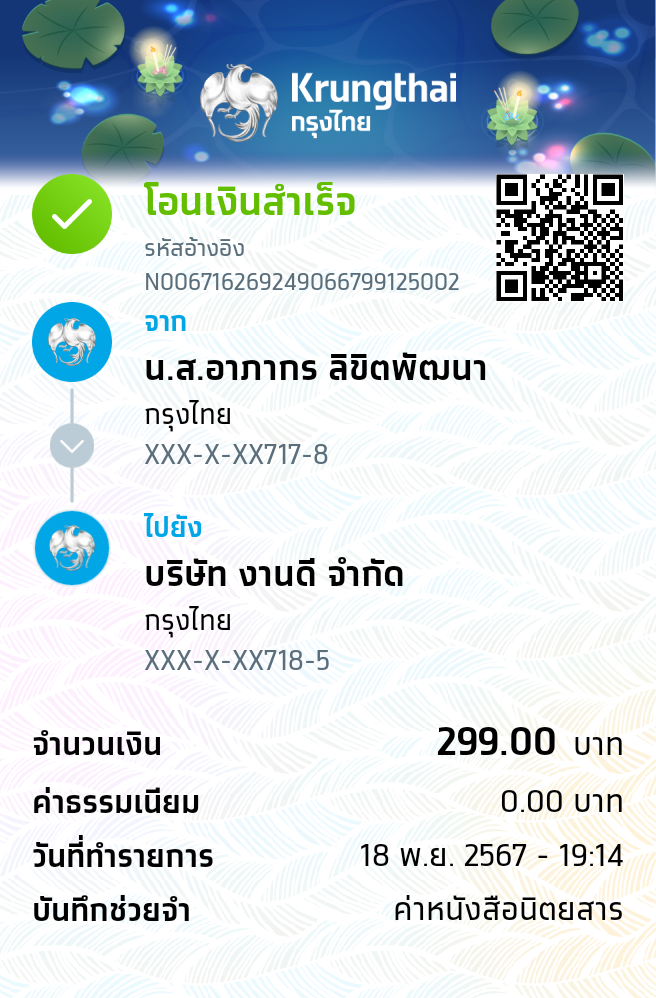 Krungthai
กรุงไทย
โอนเงินสำเร็จ
รหัสอ้างอิง
N006716269249066799125002
จาก
น.ส.อาภากร ลิขิตพัฒนา
กรุงไทย
XXX-X-XX717-8
ไปยัง
บริษัท งานดี จำกัด
กรุงไทย
XXX-X-XX718-5
จำนวนเงิน 299.00 บาท
ค่าธรรมเนียม 0.00 บาท
วันที่ทำรายการ 18 พ.ย. 2567 - 19:14
บันทึกช่วยจำ ค่าหนังสือนิตยสาร